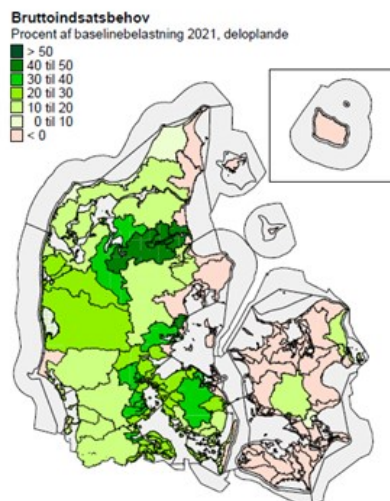 Bruttoindsatsbehov
Procent af baselinebelastning 2021, deloplande
> 50
40 til 50
30 til 40
20 til 30
10 til 20
0 til 10
< 0